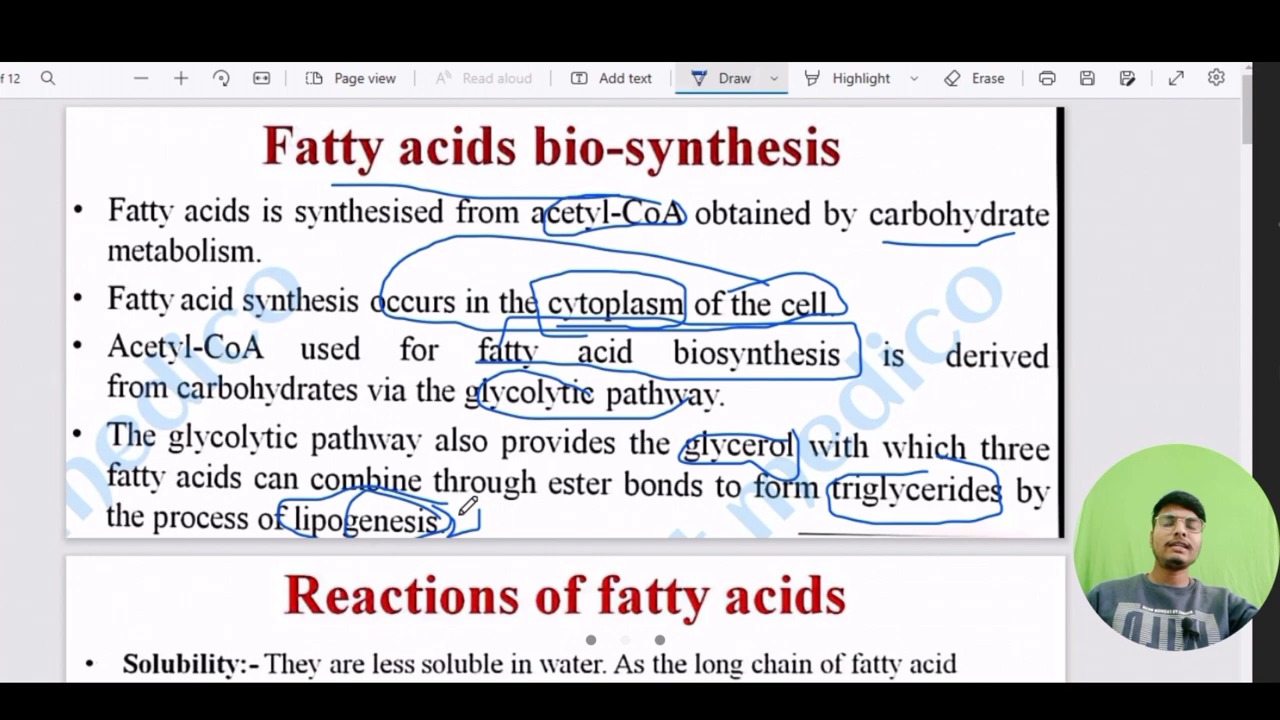 of 12
Page view
Read aloud
Add text
Draw
Highlight
Erase
Fatty acids bio-synthesis
• Fatty acids is synthesised from acetyl-CoA obtained by carbohydrate
metabolism.
• Fatty acid synthesis occurs in the cytoplasm of the cell.
• Acetyl-CoA used for fatty acid biosynthesis is derived
from carbohydrates via the glycolytic pathway.
• The glycolytic pathway also provides the glycerol with which three
fatty acids can combine through ester bonds to form triglycerides by
the process of lipogenesis.
medico
t medico
Reactions of fatty acids
• Solubility:- They are less soluble in water. As the long chain of fatty acid